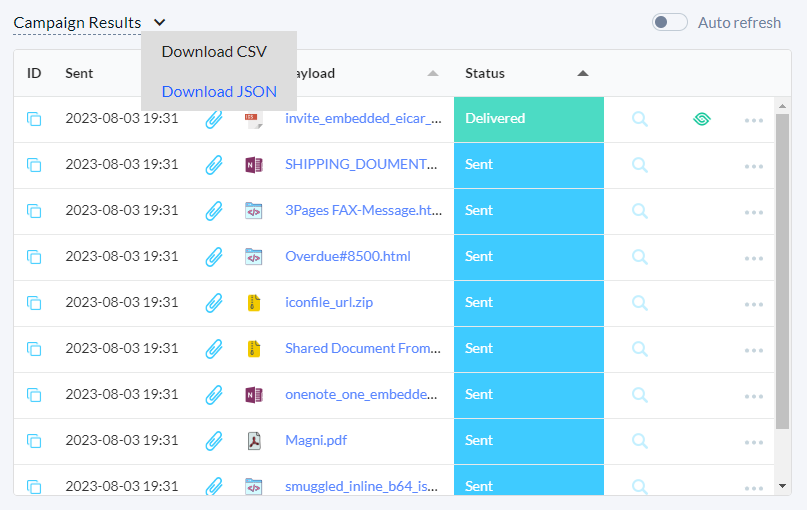 Campaign Results
Auto refresh
Download CSV
Download JSON
ID Sent ayload Status
2023-08-03 19:31 invite_embedded_eicar_... Delivered
2023-08-03 19:31 SHIPPING_DOUMENT... Sent
2023-08-03 19:31 3Pages FAX-Message.ht... Sent
2023-08-03 19:31 Overdue#8500.html Sent
2023-08-03 19:31 iconfile_url.zip Sent
2023-08-03 19:31 Shared Document From... Sent
2023-08-03 19:31 onenote_one_embedde... Sent
2023-08-03 19:31 Magni.pdf Sent
2023-08-03 19:31 smuggled_inline_b64_is... Sent